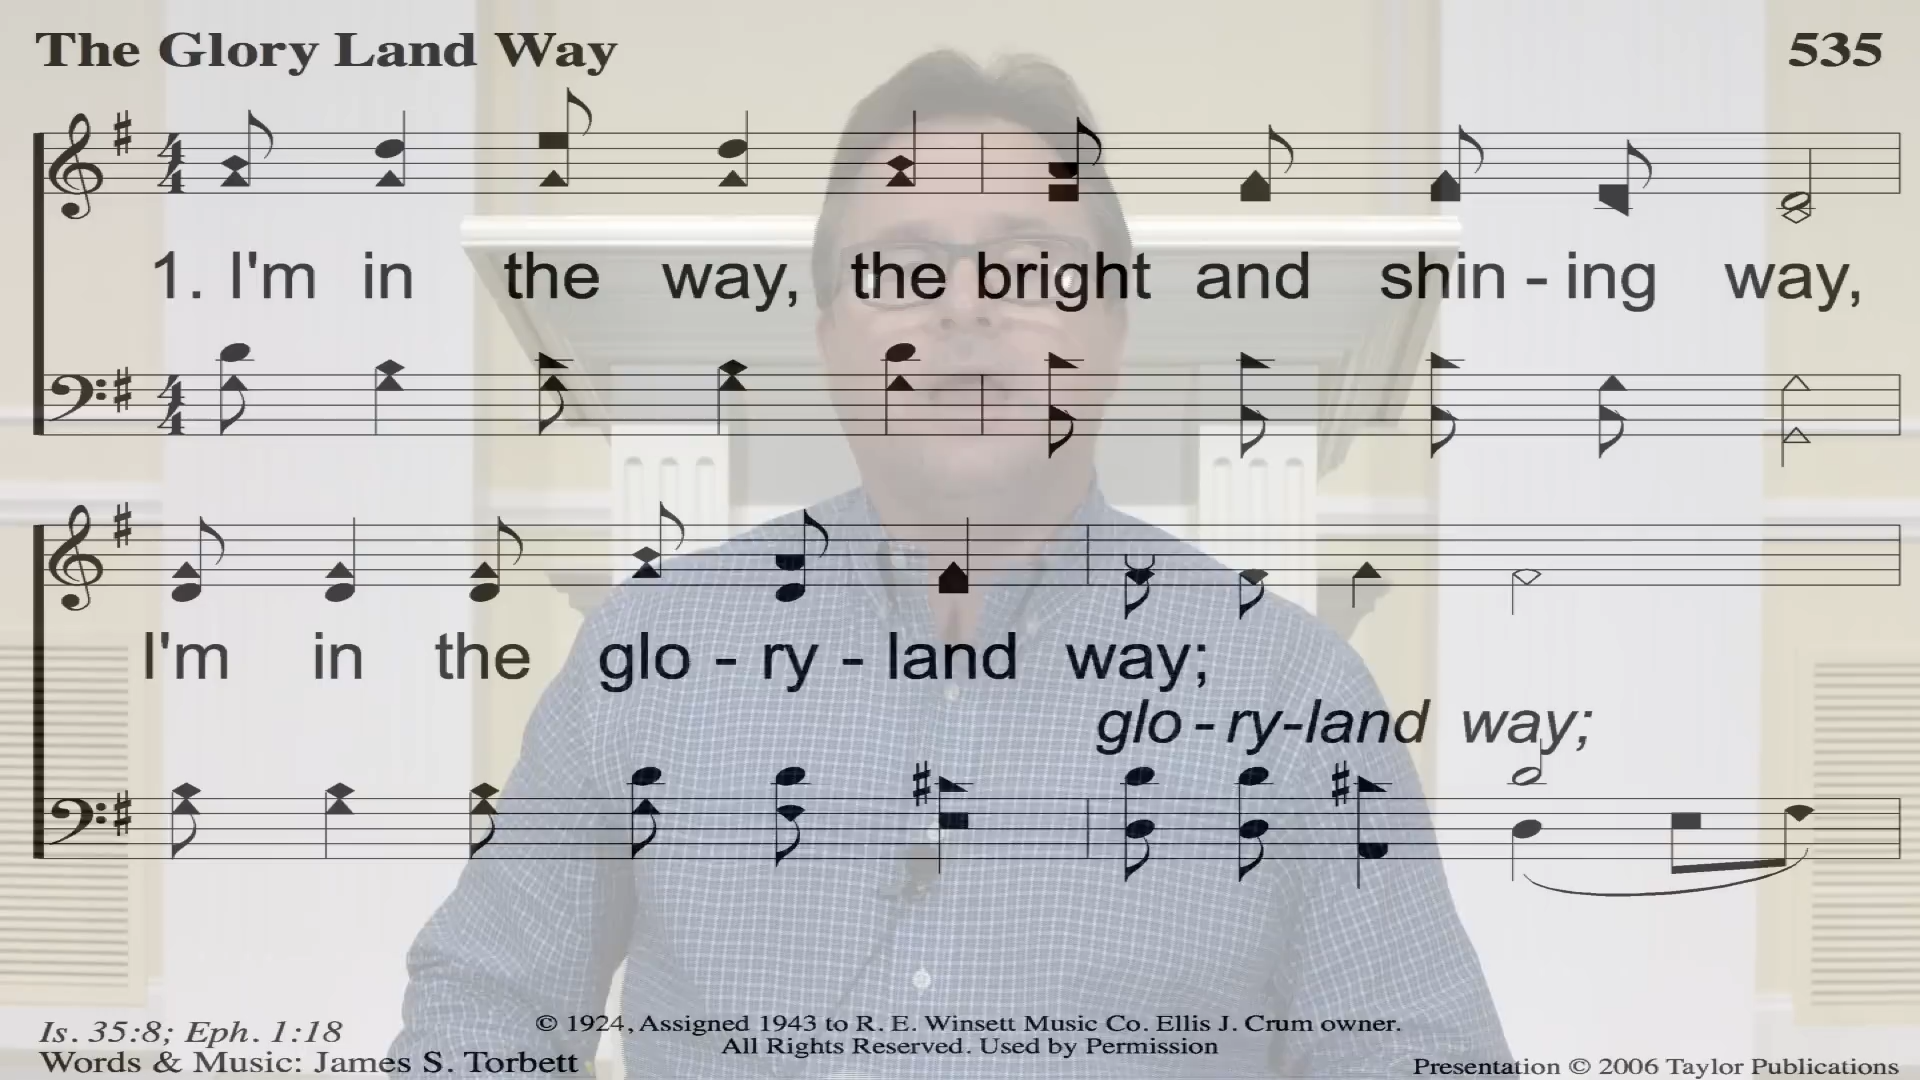 The Glory Land Way
535
1. I'm in the way, the bright and shin - ing way,
I'm in the glo - ry - land way;
glo - ry-land way;
Is. 35:8; Eph. 1:18
Words & Music: James S. Torbett
© 1924, Assigned 1943 to R. E. Winsett Music Co. Ellis J. Crum owner.
All Rights Reserved. Used by Permission
Presentation © 2006 Taylor Publications